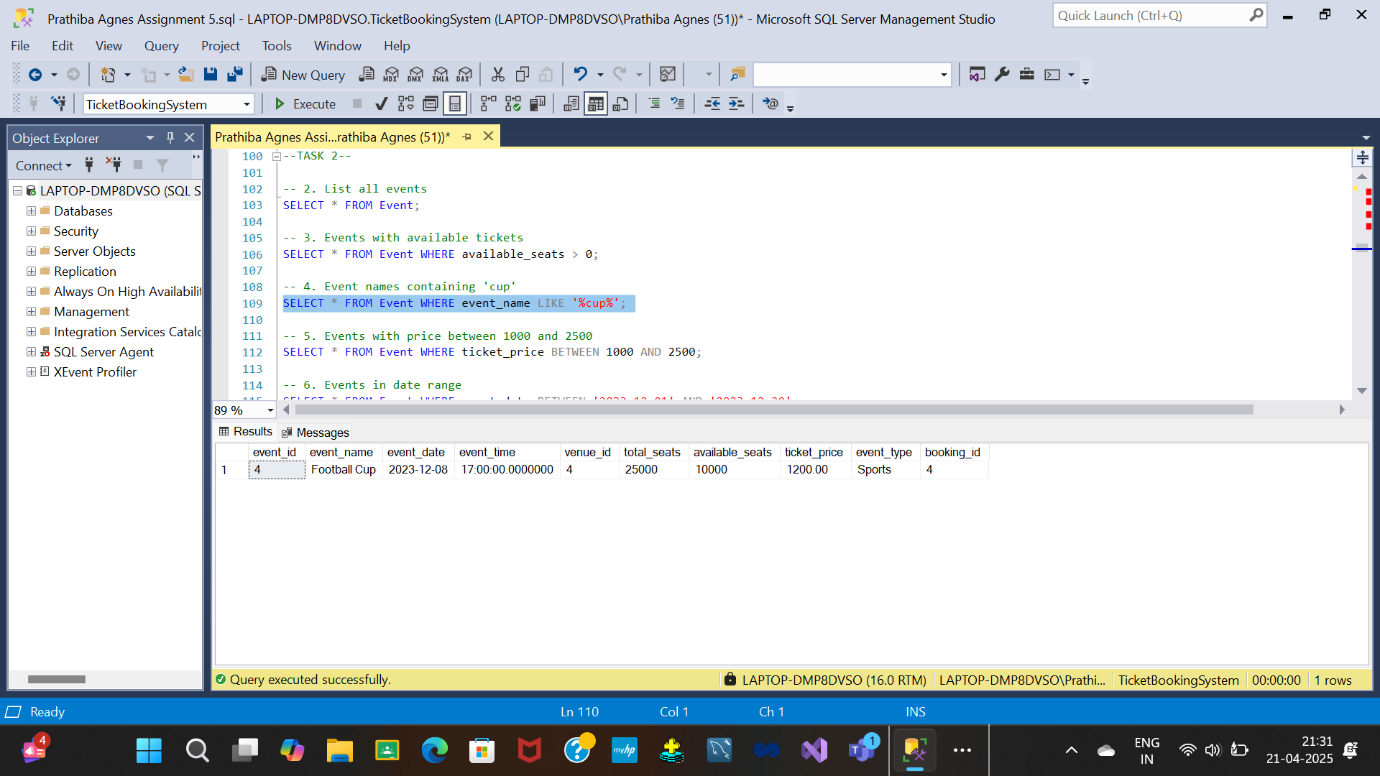 Prathiba Agnes Assignment 5.sql - LAPTOP-DMP8DVSO.TicketBookingSystem (LAPTOP-DMP8DVSO\Prathiba Agnes (51))* - Microsoft SQL Server Management Studio
Quick Launch (Ctrl+Q)
File Edit View Query Project Tools Window Help
New Query MDX DMX XMLA DAX
TicketBookingSystem Execute
Object Explorer
Prathiba Agnes Assi...rathiba Agnes (51))*
Connect
LAPTOP-DMP8DVSO (SQL S
Databases
Security
Server Objects
Replication
Always On High Availabilit
Management
Integration Services Catalo
SQL Server Agent
XEvent Profiler
100 --TASK 2--
101
102 -- 2. List all events
103 SELECT * FROM Event;
104
105 -- 3. Events with available tickets
106 SELECT * FROM Event WHERE available_seats > 0;
107
108 -- 4. Event names containing 'cup'
109 SELECT * FROM Event WHERE event_name LIKE '%cup%';
110
111 -- 5. Events with price between 1000 and 2500
112 SELECT * FROM Event WHERE ticket_price BETWEEN 1000 AND 2500;
113
114 -- 6. Events in date range
89 %
Results Messages
event_id event_name event_date event_time venue_id total_seats available_seats ticket_price event_type booking_id
1 4 Football Cup 2023-12-08 17:00:00.0000000 4 25000 10000 1200.00 Sports 4
Query executed successfully. LAPTOP-DMP8DVSO (16.0 RTM) LAPTOP-DMP8DVSO\Prathi... TicketBookingSystem 00:00:00 1 rows
Ready Ln 110 Col 1 Ch 1 INS
4
myhp
1
ENG
IN
21:31
21-04-2025